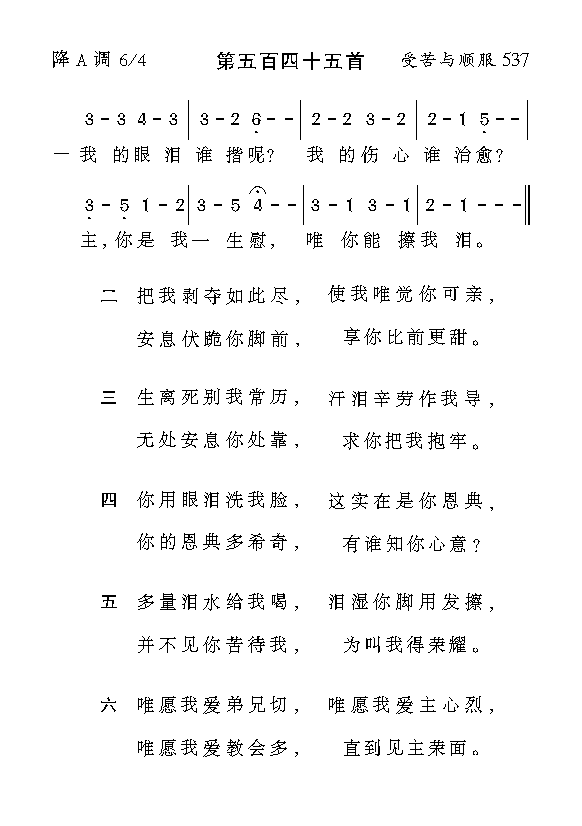 降 A 调 6/4 第五百四十五首 受苦与顺服 537
3 - 3 4 - 3 | 3 - 2 6̣ - - | 2 - 2 3 - 2 | 2 - 1 5̣ - - |
一 我 的眼 泪 谁 揩呢? 我 的伤 心 谁 治愈?
3̣ - 5̣ 1 - 2 | 3 - 5 4 - - | 3 - 1 3 - 1 | 2 - 1 - - - ‖
主,你是 我一 生慰, 唯 你能 擦我 泪。
二 把我剥夺如此尽, 使我唯觉你可亲,
安息伏跪你脚前, 享你比前更甜。
三 生离死别我常历, 汗泪辛劳作我导,
无处安息你处靠, 求你把我抱牢。
四 你用眼泪洗我脸, 这实在是你恩典,
你的恩典多希奇, 有谁知你心意?
五 多量泪水给我喝, 泪湿你脚用发擦,
并不见你苦待我, 为叫我得荣耀。
六 唯愿我爱弟兄切, 唯愿我爱主心烈,
唯愿我爱教会多, 直到见主荣面。